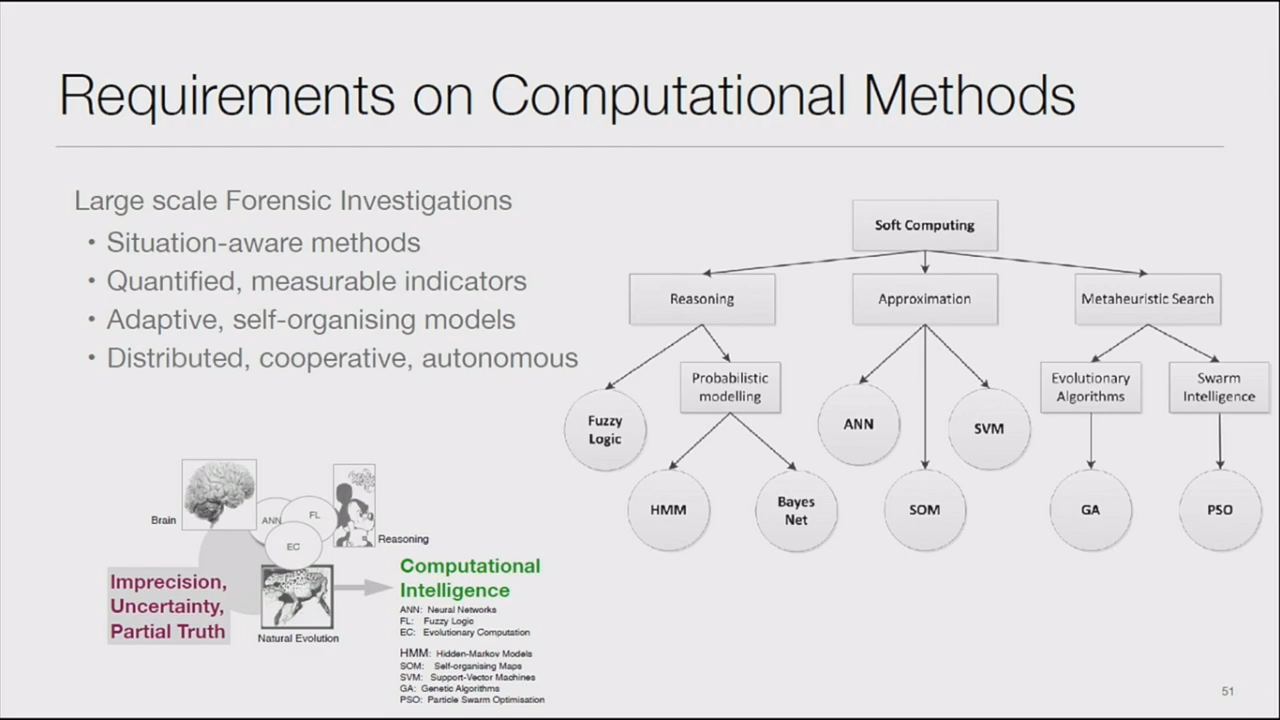 Requirements on Computational Methods
Large scale Forensic Investigations
• Situation-aware methods
• Quantified, measurable indicators
• Adaptive, self-organising models
• Distributed, cooperative, autonomous
Soft Computing
Reasoning
Approximation
Metaheuristic Search
Probabilistic
modelling
Evolutionary
Algorithms
Swarm
Intelligence
Fuzzy
Logic
ANN
SVM
HMM
Bayes
Net
SOM
GA
PSO
Brain
ANN
FL
EC
Reasoning
Imprecision,
Uncertainty,
Partial Truth
Natural Evolution
Computational
Intelligence
ANN: Neural Networks
FL: Fuzzy Logic
EC: Evolutionary Computation
HMM: Hidden-Markov Models
SOM: Self-organising Maps
SVM: Support-Vector Machines
GA: Genetic Algorithms
PSO: Particle Swarm Optimisation
51